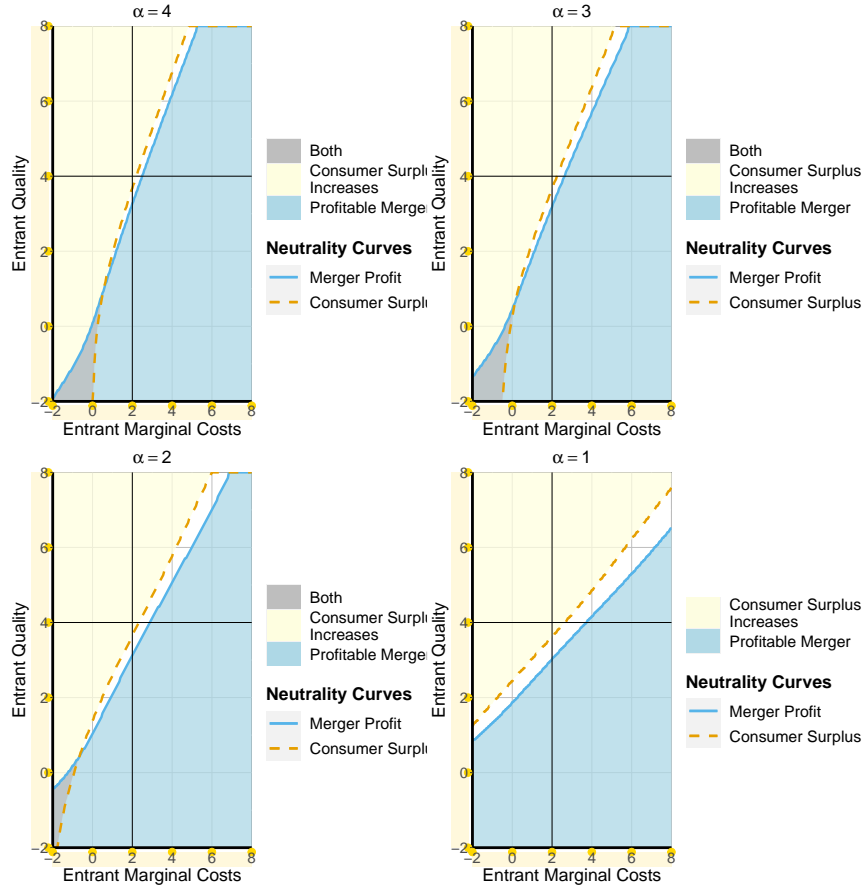 α = 4
8
6
4
2
0
−2
−2
0
2
4
6
8
Entrant Quality
Entrant Marginal Costs
Both
Consumer Surplu
Increases
Profitable Merger
Neutrality Curves
Merger Profit
Consumer Surplu
α = 3
8
6
4
2
0
−2
−2
0
2
4
6
8
Entrant Quality
Entrant Marginal Costs
Both
Consumer Surplus
Increases
Profitable Merger
Neutrality Curves
Merger Profit
Consumer Surplus
α = 2
8
6
4
2
0
−2
−2
0
2
4
6
8
Entrant Quality
Entrant Marginal Costs
Both
Consumer Surplu
Increases
Profitable Merger
Neutrality Curves
Merger Profit
Consumer Surplu
α = 1
8
6
4
2
0
−2
−2
0
2
4
6
8
Entrant Quality
Entrant Marginal Costs
Consumer Surplus
Increases
Profitable Merger
Neutrality Curves
Merger Profit
Consumer Surplus